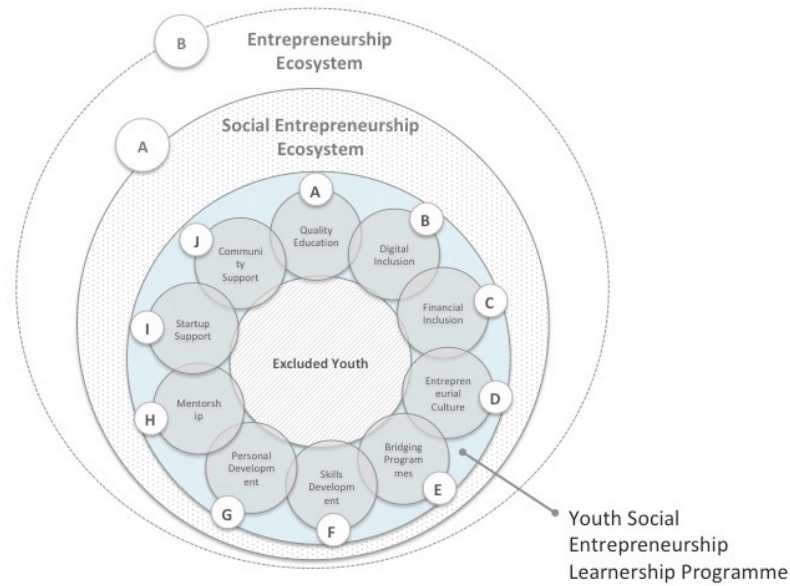 B
Entrepreneurship
Ecosystem
A
Social Entrepreneurship
Ecosystem
A
Quality
Education
B
Digital
Inclusion
C
Financial
Inclusion
D
Entrepren
eurial
Culture
E
Bridging
Program
mes
F
Skills
Developm
ent
G
Personal
Developm
ent
H
Mentorsh
ip
I
Startup
Support
J
Communi
ty
Support
Excluded Youth
Youth Social
Entrepreneurship
Learnership Programme